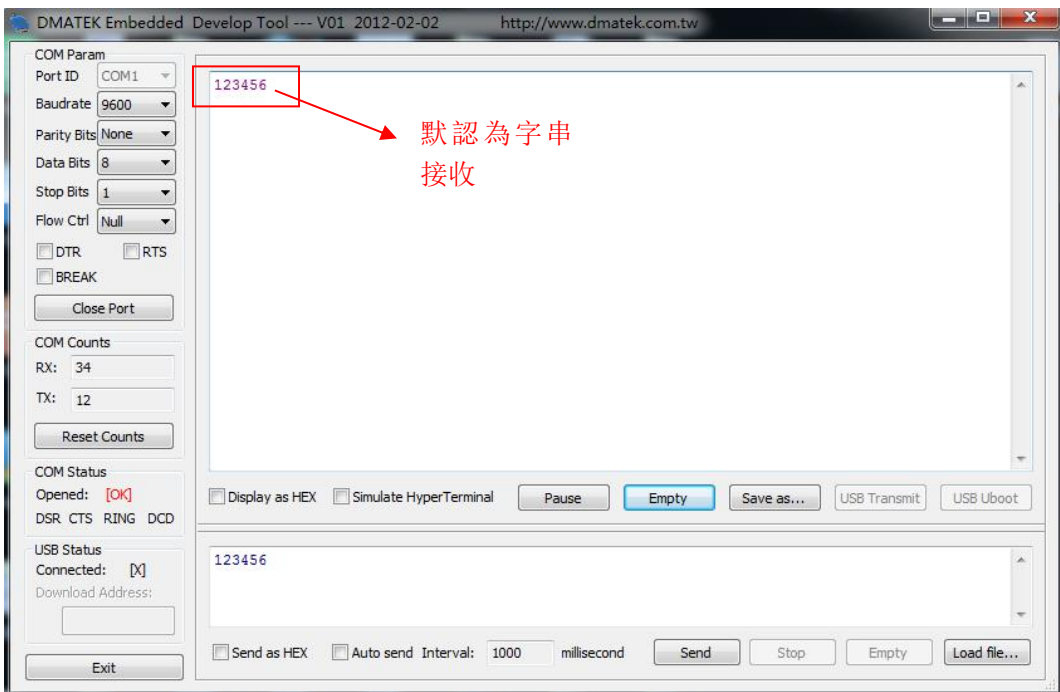 DMATEK Embedded Develop Tool --- V01 2012-02-02 http://www.dmatek.com.tw
COM Param
Port ID COM1
Baudrate 9600
Parity Bits None
Data Bits 8
Stop Bits 1
Flow Ctrl Null
DTR RTS
BREAK
Close Port
COM Counts
RX: 34
TX: 12
Reset Counts
COM Status
Opened: [OK]
DSR CTS RING DCD
USB Status
Connected: [X]
Download Address:
Exit
123456
默認為字串
接收
Display as HEX Simulate HyperTerminal Pause Empty Save as... USB Transmit USB Uboot
123456
Send as HEX Auto send Interval: 1000 millisecond Send Stop Empty Load file...